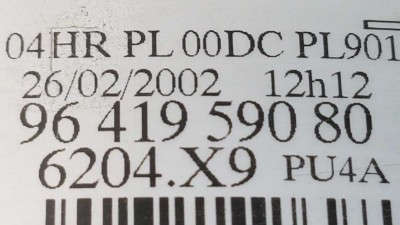 04HR PL 00DC PL901
26/02/2002 12h12
96 419 590 80
6204.X9 PU4A